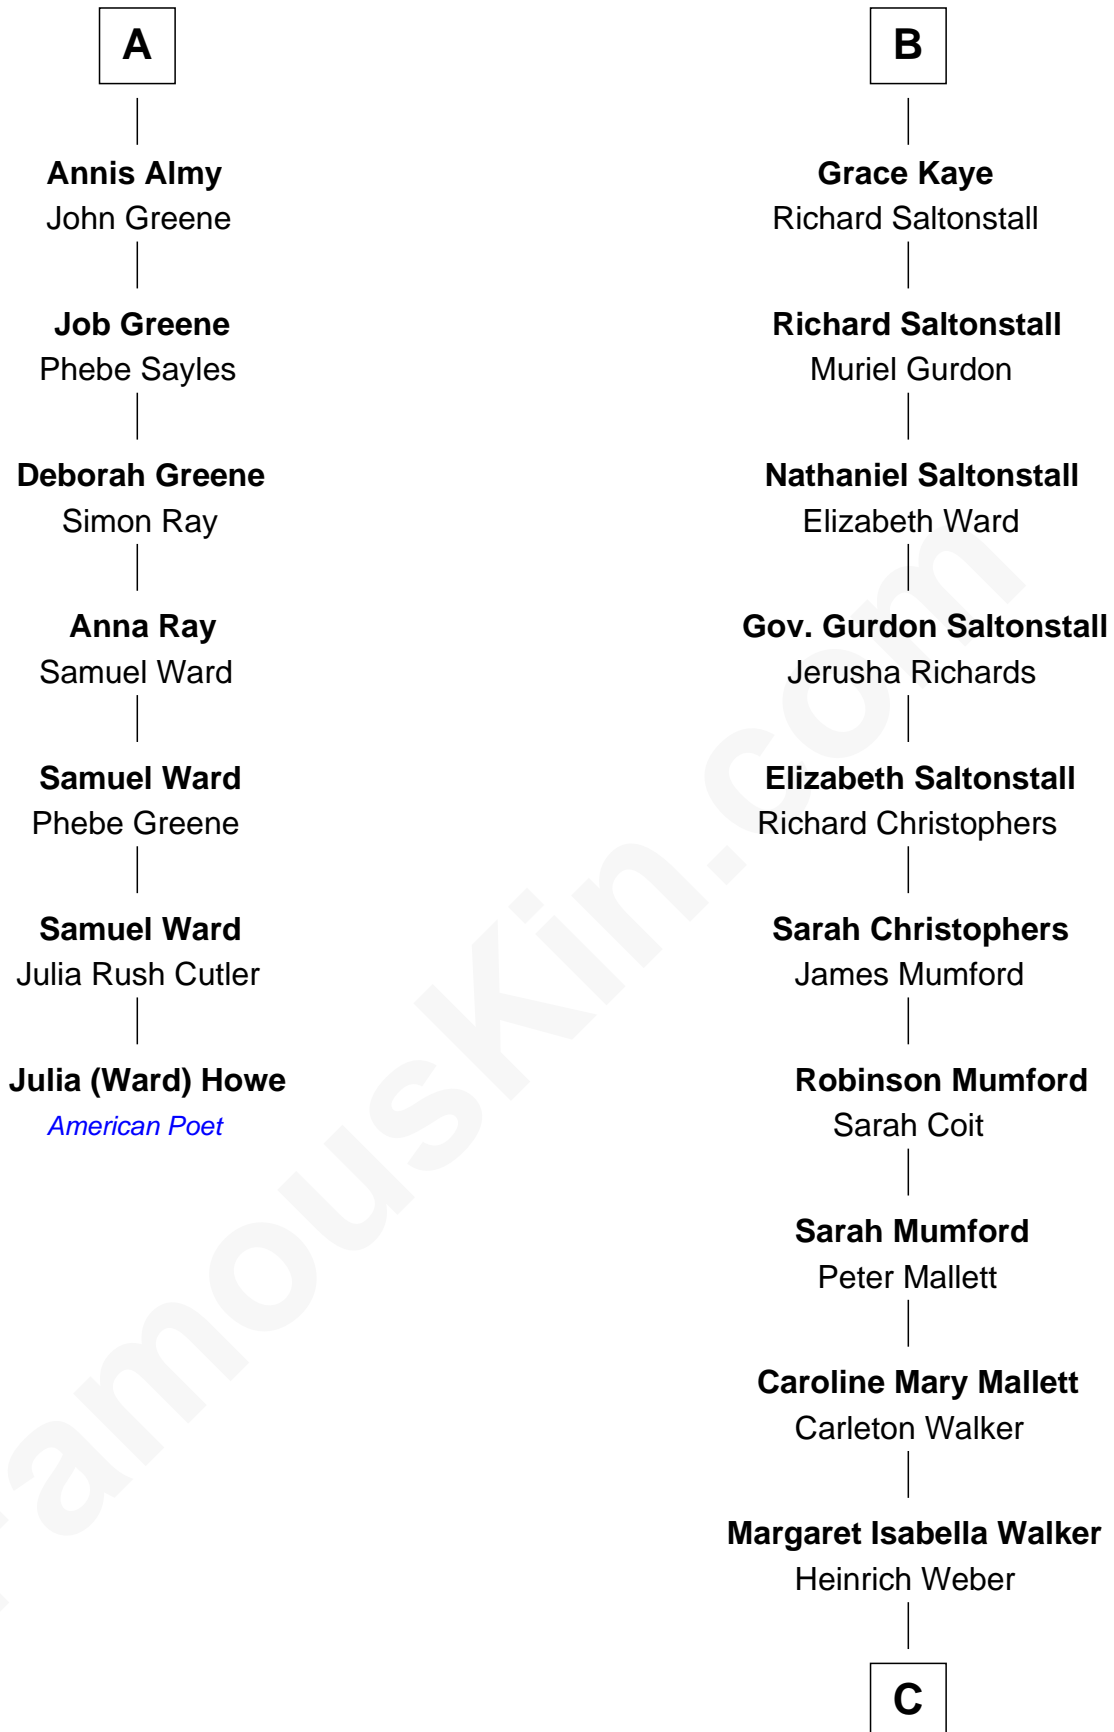 A
Annis Almy
John Greene
Job Greene
Phebe Sayles
Deborah Greene
Simon Ray
Anna Ray
Samuel Ward
Samuel Ward
Phebe Greene
Samuel Ward
Julia Rush Cutler
Julia (Ward) Howe
American Poet
B
Grace Kaye
Richard Saltonstall
Richard Saltonstall
Muriel Gurdon
Nathaniel Saltonstall
Elizabeth Ward
Gov. Gurdon Saltonstall
Jerusha Richards
Elizabeth Saltonstall
Richard Christophers
Sarah Christophers
James Mumford
Robinson Mumford
Sarah Coit
Sarah Mumford
Peter Mallett
Caroline Mary Mallett
Carleton Walker
Margaret Isabella Walker
Heinrich Weber
C
FamousKin.com